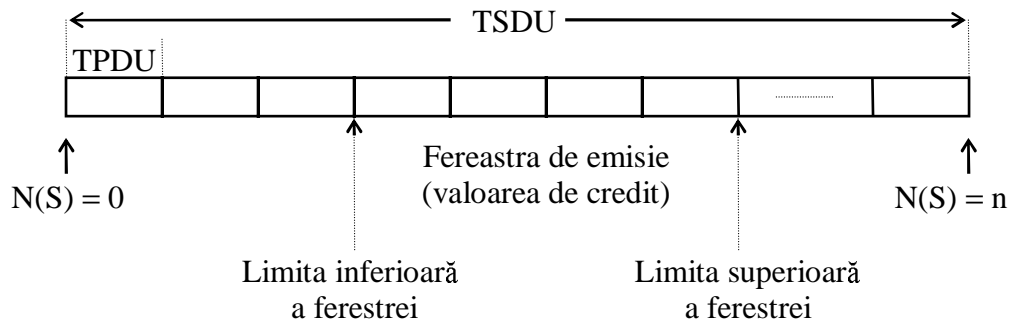 TSDU
TPDU
Fereastra de emisie
(valoarea de credit)
N(S) = 0
N(S) = n
Limita inferioară
a ferestrei
Limita superioară
a ferestrei